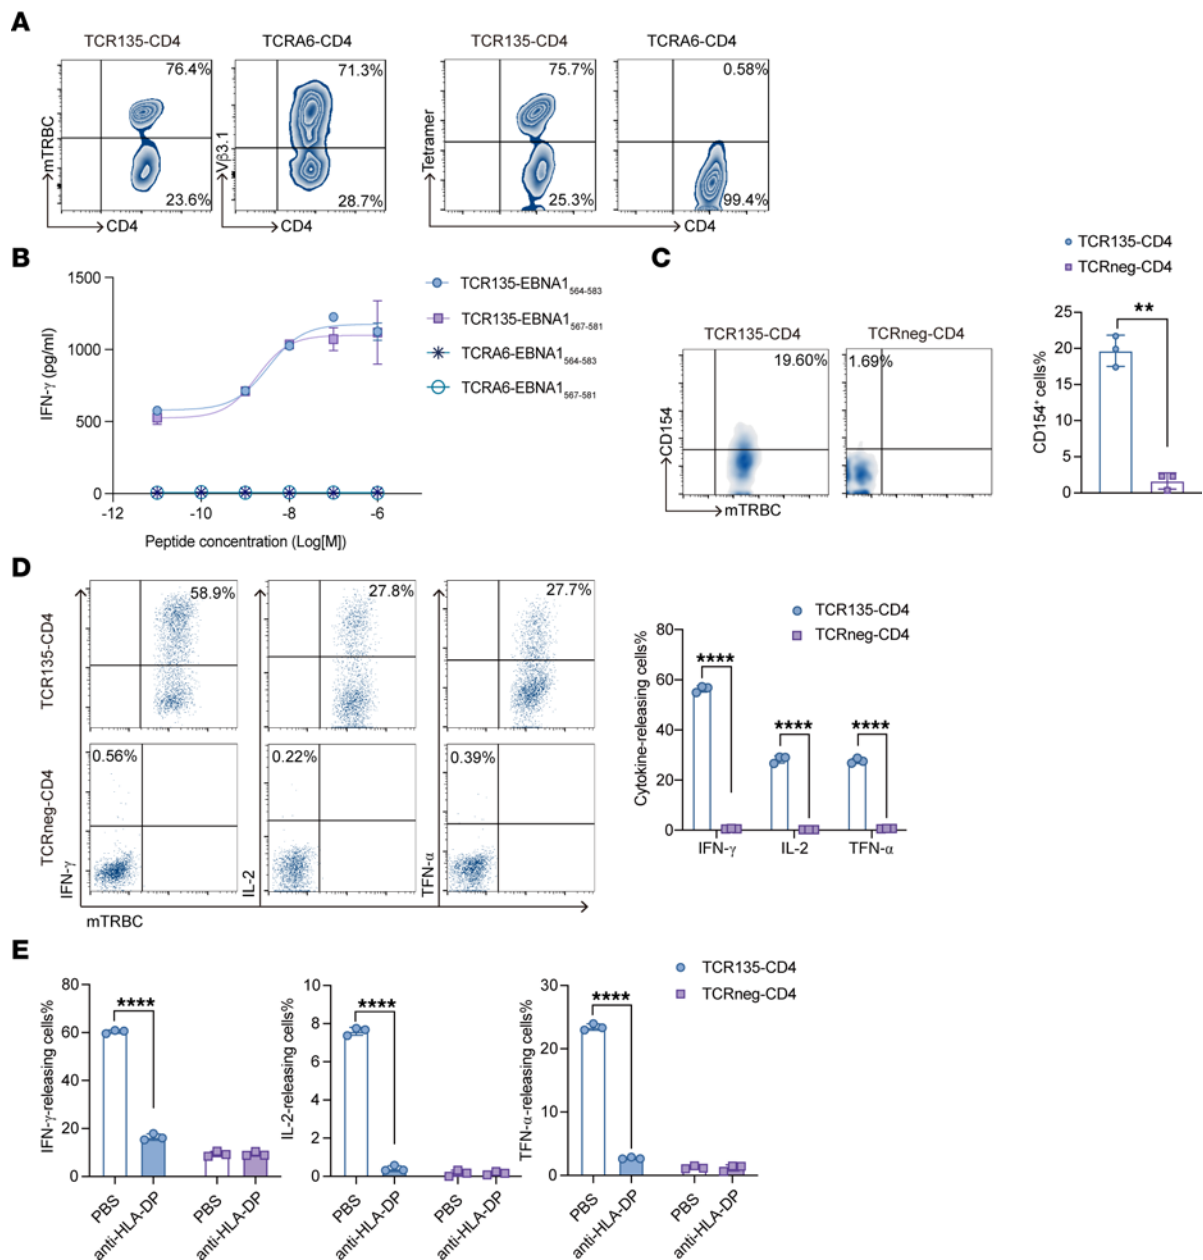 A
TCR135-CD4
TCRA6-CD4
TCR135-CD4
TCRA6-CD4
76.4%
71.3%
75.7%
0.58%
mTRBC
Vβ3.1
Tetramer
23.6%
28.7%
25.3%
99.4%
CD4
CD4
CD4
B
1500
1000
500
0
IFN-γ (pg/ml)
-12
-10
-8
-6
Peptide concentration (Log[M])
TCR135-EBNA1564-583
TCR135-EBNA1567-581
TCRA6-EBNA1564-583
TCRA6-EBNA1567-581
C
TCR135-CD4
TCRneg-CD4
19.60%
1.69%
CD154
mTRBC
TCR135-CD4
TCRneg-CD4
**
25
20
15
10
5
0
CD154+ cells%
D
TCR135-CD4
58.9%
27.8%
27.7%
TCRneg-CD4
0.56%
0.22%
0.39%
IFN-γ
IL-2
TFN-α
mTRBC
TCR135-CD4
TCRneg-CD4
80
60
40
20
0
Cytokine-releasing cells%
****
****
****
IFN-γ
IL-2
TFN-α
E
80
60
40
20
0
IFN-γ-releasing cells%
****
PBS
anti-HLA-DP
PBS
anti-HLA-DP
10
8
6
4
2
0
IL-2-releasing cells%
****
PBS
anti-HLA-DP
PBS
anti-HLA-DP
30
20
10
0
TFN-α-releasing cells%
****
PBS
anti-HLA-DP
PBS
anti-HLA-DP
TCR135-CD4
TCRneg-CD4